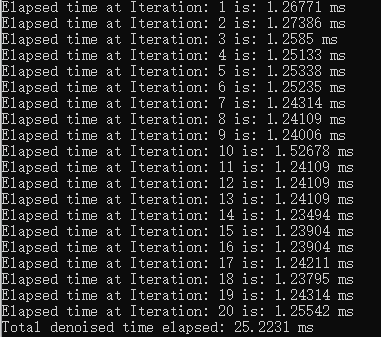 Elapsed time at Iteration: 1 is: 1.26771 ms
Elapsed time at Iteration: 2 is: 1.27386 ms
Elapsed time at Iteration: 3 is: 1.2585 ms
Elapsed time at Iteration: 4 is: 1.25133 ms
Elapsed time at Iteration: 5 is: 1.25338 ms
Elapsed time at Iteration: 6 is: 1.25235 ms
Elapsed time at Iteration: 7 is: 1.24314 ms
Elapsed time at Iteration: 8 is: 1.24109 ms
Elapsed time at Iteration: 9 is: 1.24006 ms
Elapsed time at Iteration: 10 is: 1.52678 ms
Elapsed time at Iteration: 11 is: 1.24109 ms
Elapsed time at Iteration: 12 is: 1.24109 ms
Elapsed time at Iteration: 13 is: 1.24109 ms
Elapsed time at Iteration: 14 is: 1.23494 ms
Elapsed time at Iteration: 15 is: 1.23904 ms
Elapsed time at Iteration: 16 is: 1.23904 ms
Elapsed time at Iteration: 17 is: 1.24211 ms
Elapsed time at Iteration: 18 is: 1.23795 ms
Elapsed time at Iteration: 19 is: 1.24314 ms
Elapsed time at Iteration: 20 is: 1.25542 ms
Total denoised time elapsed: 25.2231 ms